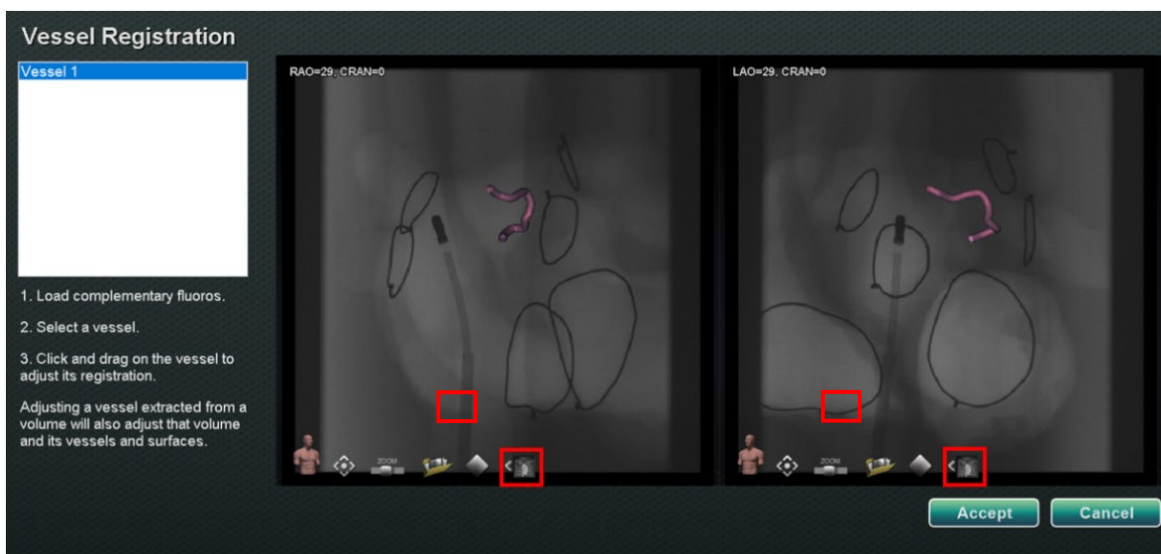 Vessel Registration
Vessel 1
1. Load complementary fluoros.
2. Select a vessel.
3. Click and drag on the vessel to
adjust its registration.
Adjusting a vessel extracted from a
volume will also adjust that volume
and its vessels and surfaces.
RAO=29, CRAN=0
ZOOM
LAO=29, CRAN=0
ZOOM
Accept
Cancel